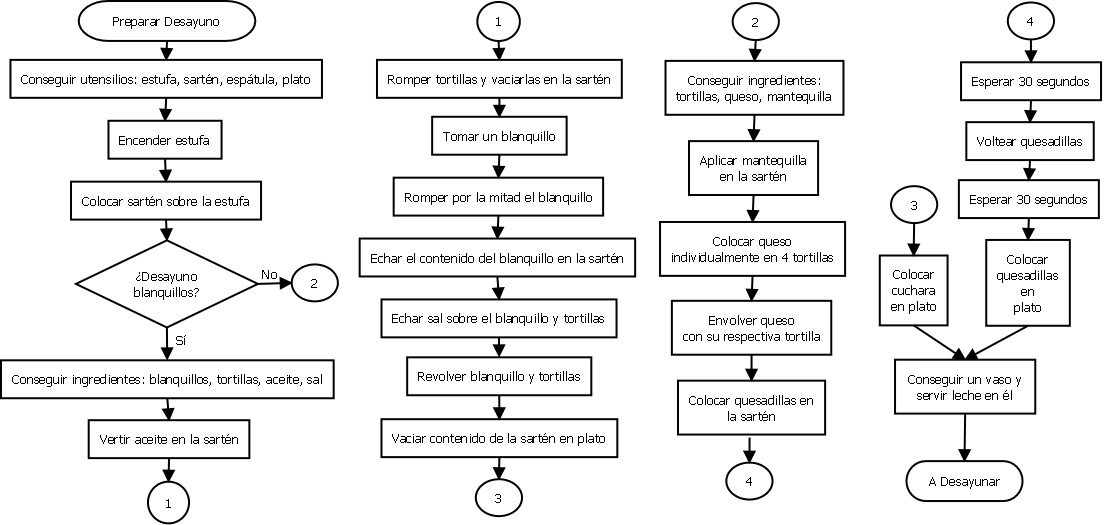 Preparar Desayuno
Conseguir utensilios: estufa, sartén, espátula, plato
Encender estufa
Colocar sartén sobre la estufa
¿Desayuno
blanquillos?
No
2
Sí
Conseguir ingredientes: blanquillos, tortillas, aceite, sal
Vertir aceite en la sartén
1
1
Romper tortillas y vaciarlas en la sartén
Tomar un blanquillo
Romper por la mitad el blanquillo
Echar el contenido del blanquillo en la sartén
Echar sal sobre el blanquillo y tortillas
Revolver blanquillo y tortillas
Vaciar contenido de la sartén en plato
3
2
Conseguir ingredientes:
tortillas, queso, mantequilla
Aplicar mantequilla
en la sartén
Colocar queso
individualmente en 4 tortillas
Envolver queso
con su respectiva tortilla
Colocar quesadillas en
la sartén
4
4
Esperar 30 segundos
Voltear quesadillas
Esperar 30 segundos
Colocar
quesadillas
en
plato
3
Colocar
cuchara
en plato
Conseguir un vaso y
servir leche en él
A Desayunar